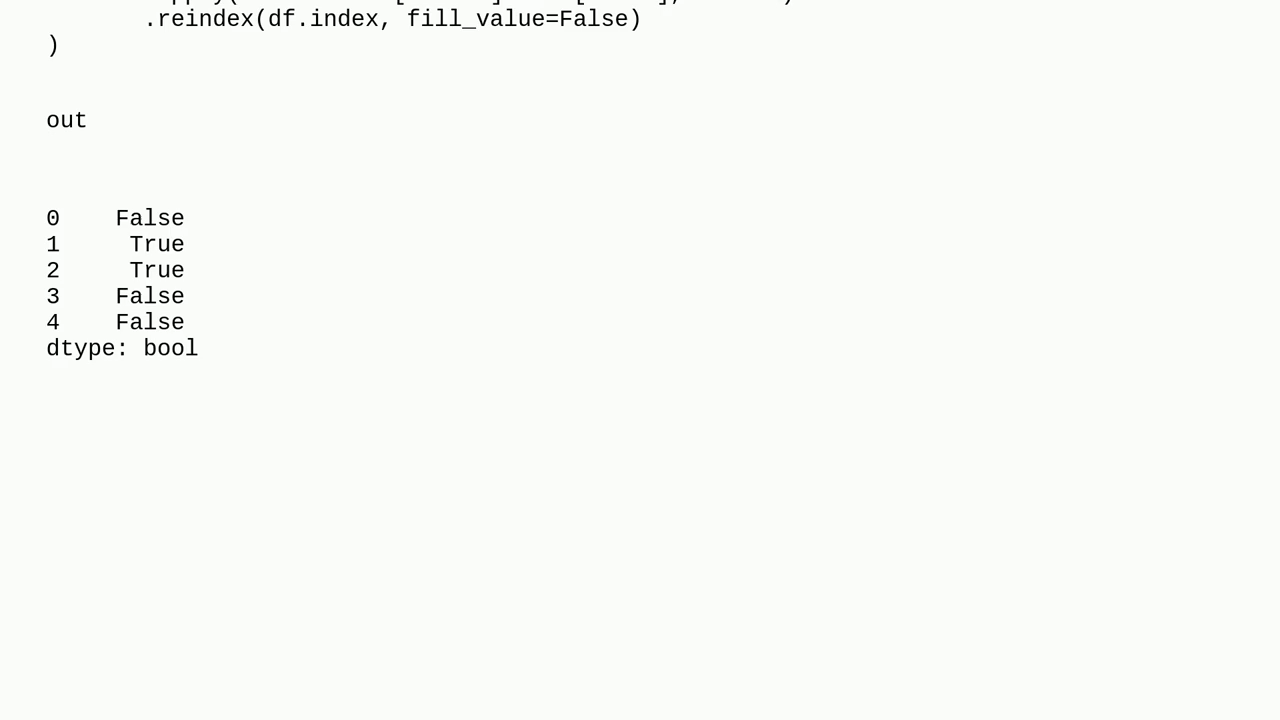 .reindex(df.index, fill_value=False)
)
out
0    False
1     True
2     True
3    False
4    False
dtype: bool